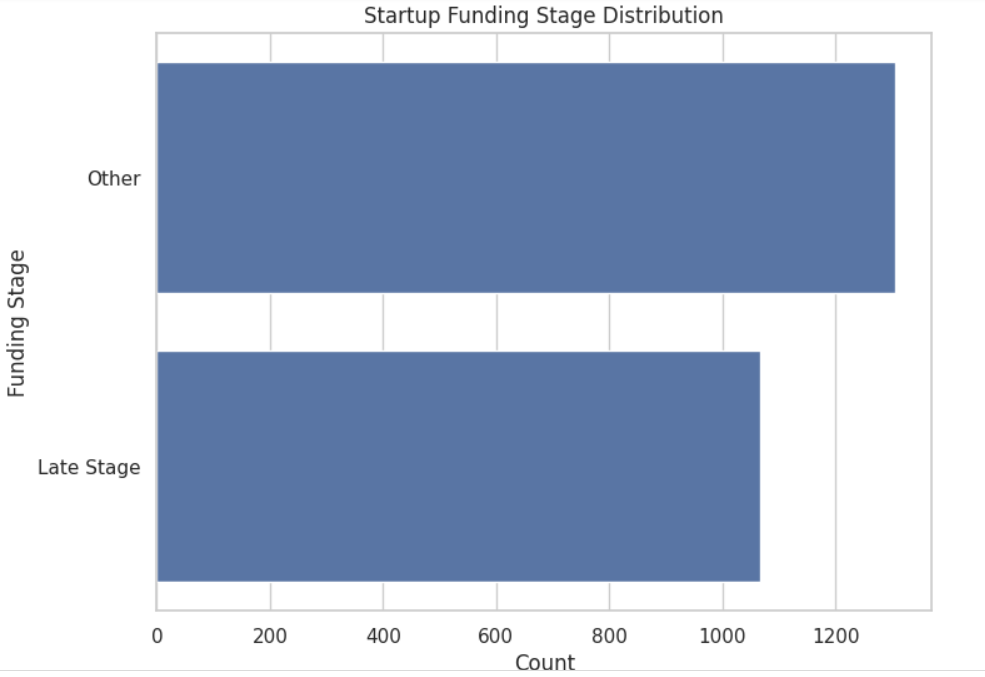 Startup Funding Stage Distribution
Funding Stage
Other
Late Stage
0 200 400 600 800 1000 1200
Count